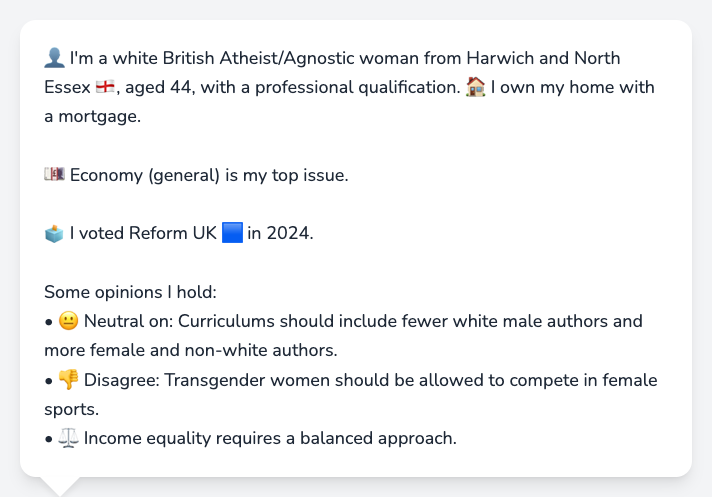 👤 I'm a white British Atheist/Agnostic woman from Harwich and North
Essex 🏴󠁧󠁢󠁥󠁮󠁧󠁿, aged 44, with a professional qualification. 🏠 I own my home with
a mortgage.
💷 Economy (general) is my top issue.
🗳️ I voted Reform UK 🟦 in 2024.
Some opinions I hold:
• 😐 Neutral on: Curriculums should include fewer white male authors and
more female and non-white authors.
• 👎 Disagree: Transgender women should be allowed to compete in female
sports.
• ⚖️ Income equality requires a balanced approach.